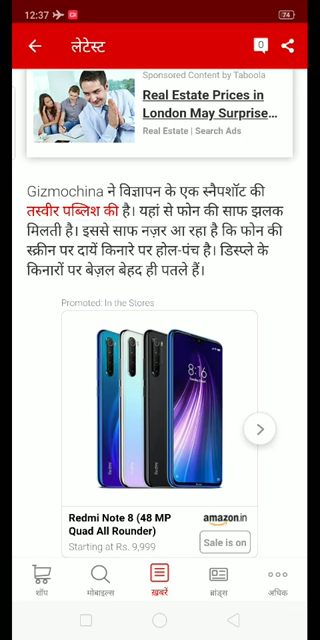 12:37
74
लेटेस्ट
0
Sponsored Content by Taboola
Real Estate Prices in
London May Surprise...
Real Estate | Search Ads
Gizmochina ने विज्ञापन के एक स्नैपशॉट की
तस्वीर पब्लिश की है। यहां से फोन की साफ झलक
मिलती है। इससे साफ नज़र आ रहा है कि फोन की
स्क्रीन पर दायें किनारे पर होल-पंच है। डिस्प्ले के
किनारों पर बेज़ल बेहद ही पतले हैं।
Promoted: In the Stores
8:16
Redmi Note 8 (48 MP
Quad All Rounder)
Starting at Rs. 9,999
amazon.in
Sale is on
शॉप
मोबाइल्स
ख़बरें
ब्रांड्स
अधिक